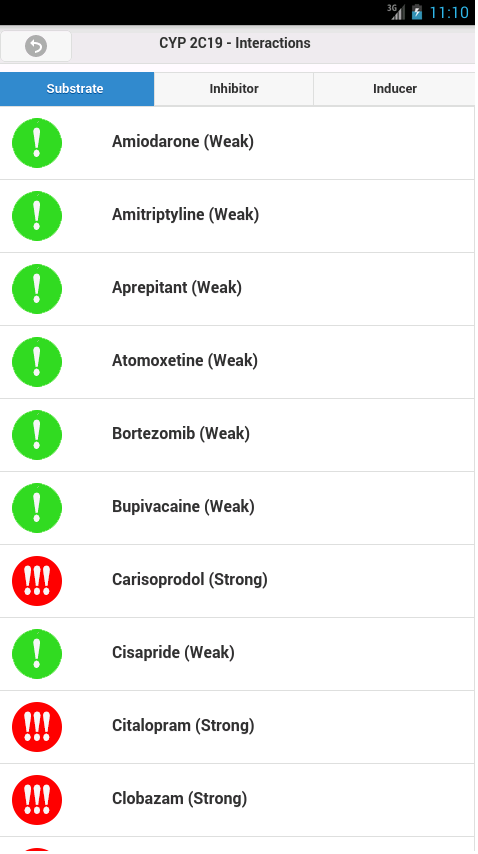 3G 11:10
CYP 2C19 - Interactions
Substrate Inhibitor Inducer
Amiodarone (Weak)
Amitriptyline (Weak)
Aprepitant (Weak)
Atomoxetine (Weak)
Bortezomib (Weak)
Bupivacaine (Weak)
Carisoprodol (Strong)
Cisapride (Weak)
Citalopram (Strong)
Clobazam (Strong)